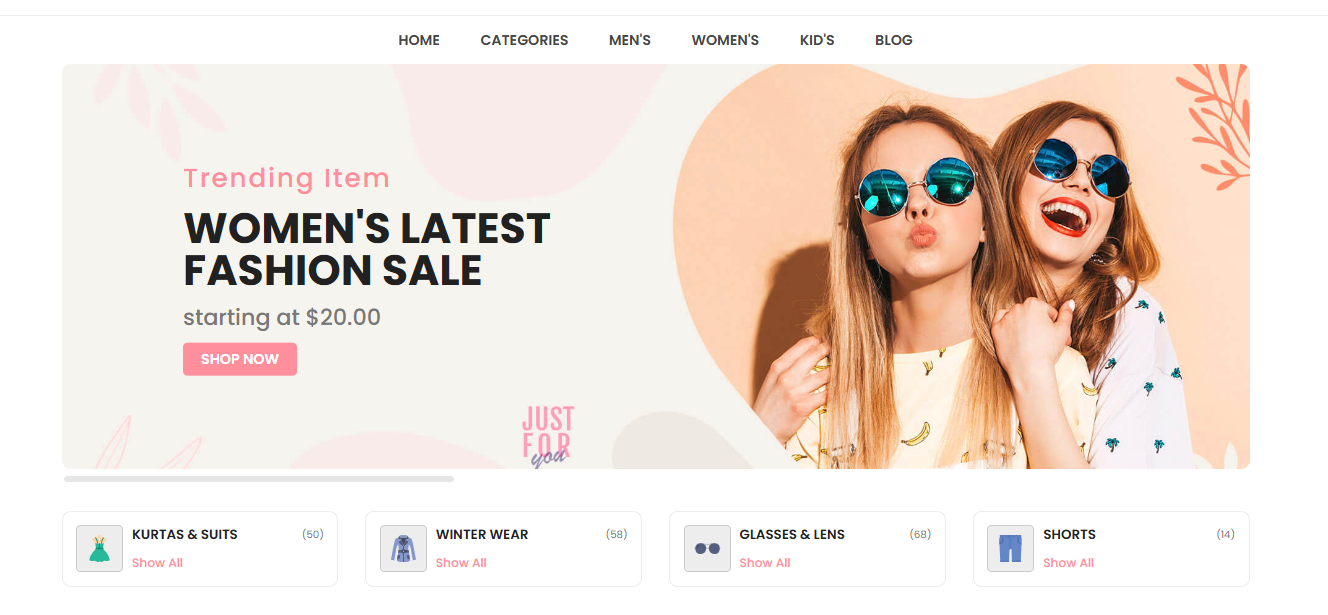 HOME CATEGORIES MEN'S WOMEN'S KID'S BLOG
Trending Item
WOMEN'S LATEST
FASHION SALE
starting at $20.00
SHOP NOW
JUST
FOR
you
KURTAS & SUITS (50)
Show All
WINTER WEAR (58)
Show All
GLASSES & LENS (68)
Show All
SHORTS (14)
Show All